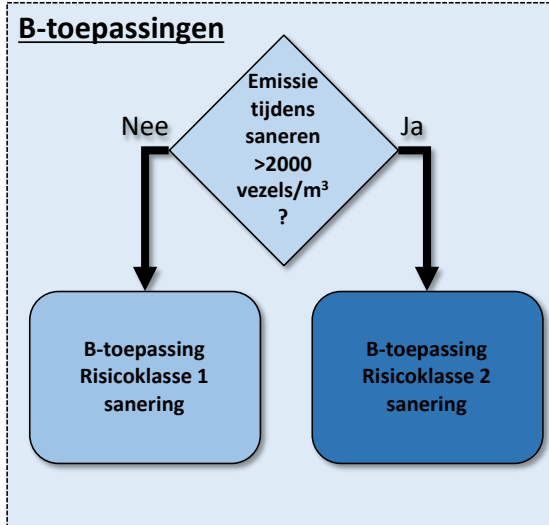 B-toepassingen
Emissie
tijdens
saneren
>2000
vezels/m³
?
Nee
Ja
B-toepassing
Risicoklasse 1
sanering
B-toepassing
Risicoklasse 2
sanering